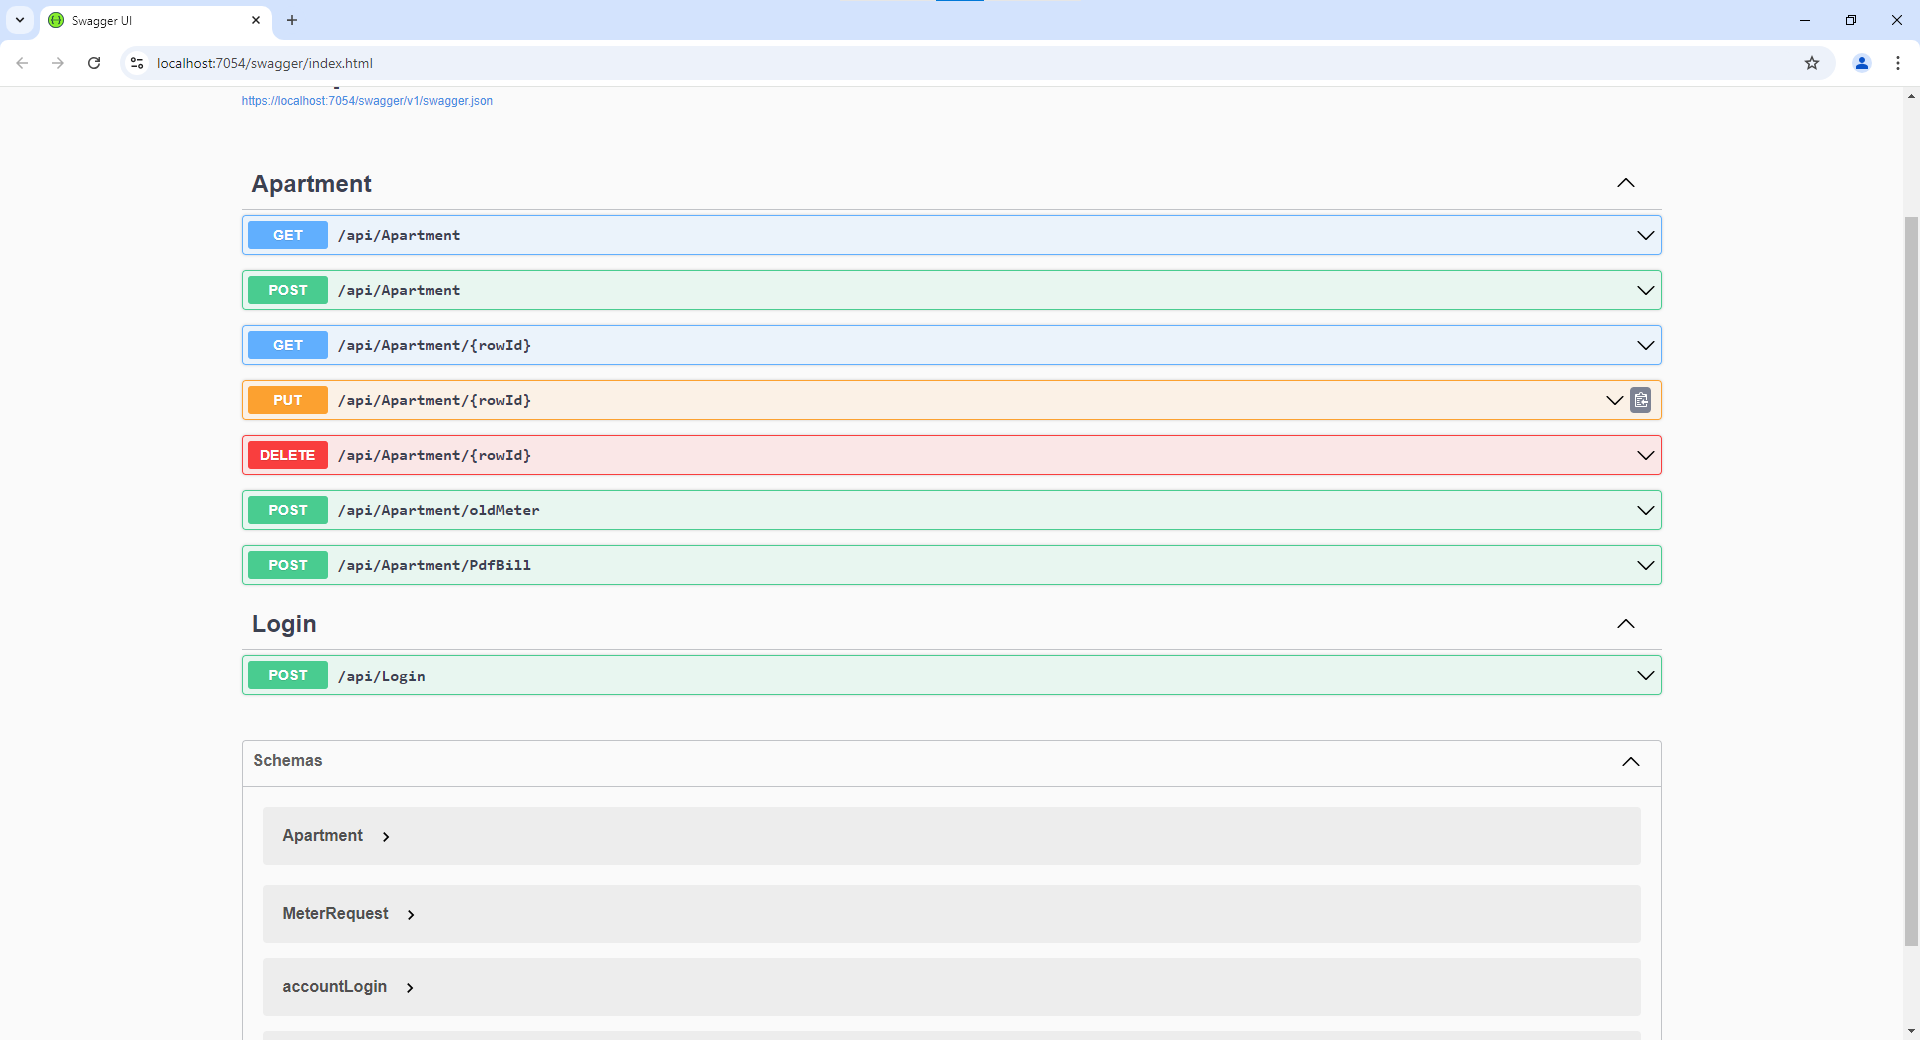 Swagger UI
localhost:7054/swagger/index.html
https://localhost:7054/swagger/v1/swagger.json
Apartment
GET /api/Apartment
POST /api/Apartment
GET /api/Apartment/{rowId}
PUT /api/Apartment/{rowId}
DELETE /api/Apartment/{rowId}
POST /api/Apartment/oldMeter
POST /api/Apartment/PdfBill
Login
POST /api/Login
Schemas
Apartment
MeterRequest
accountLogin